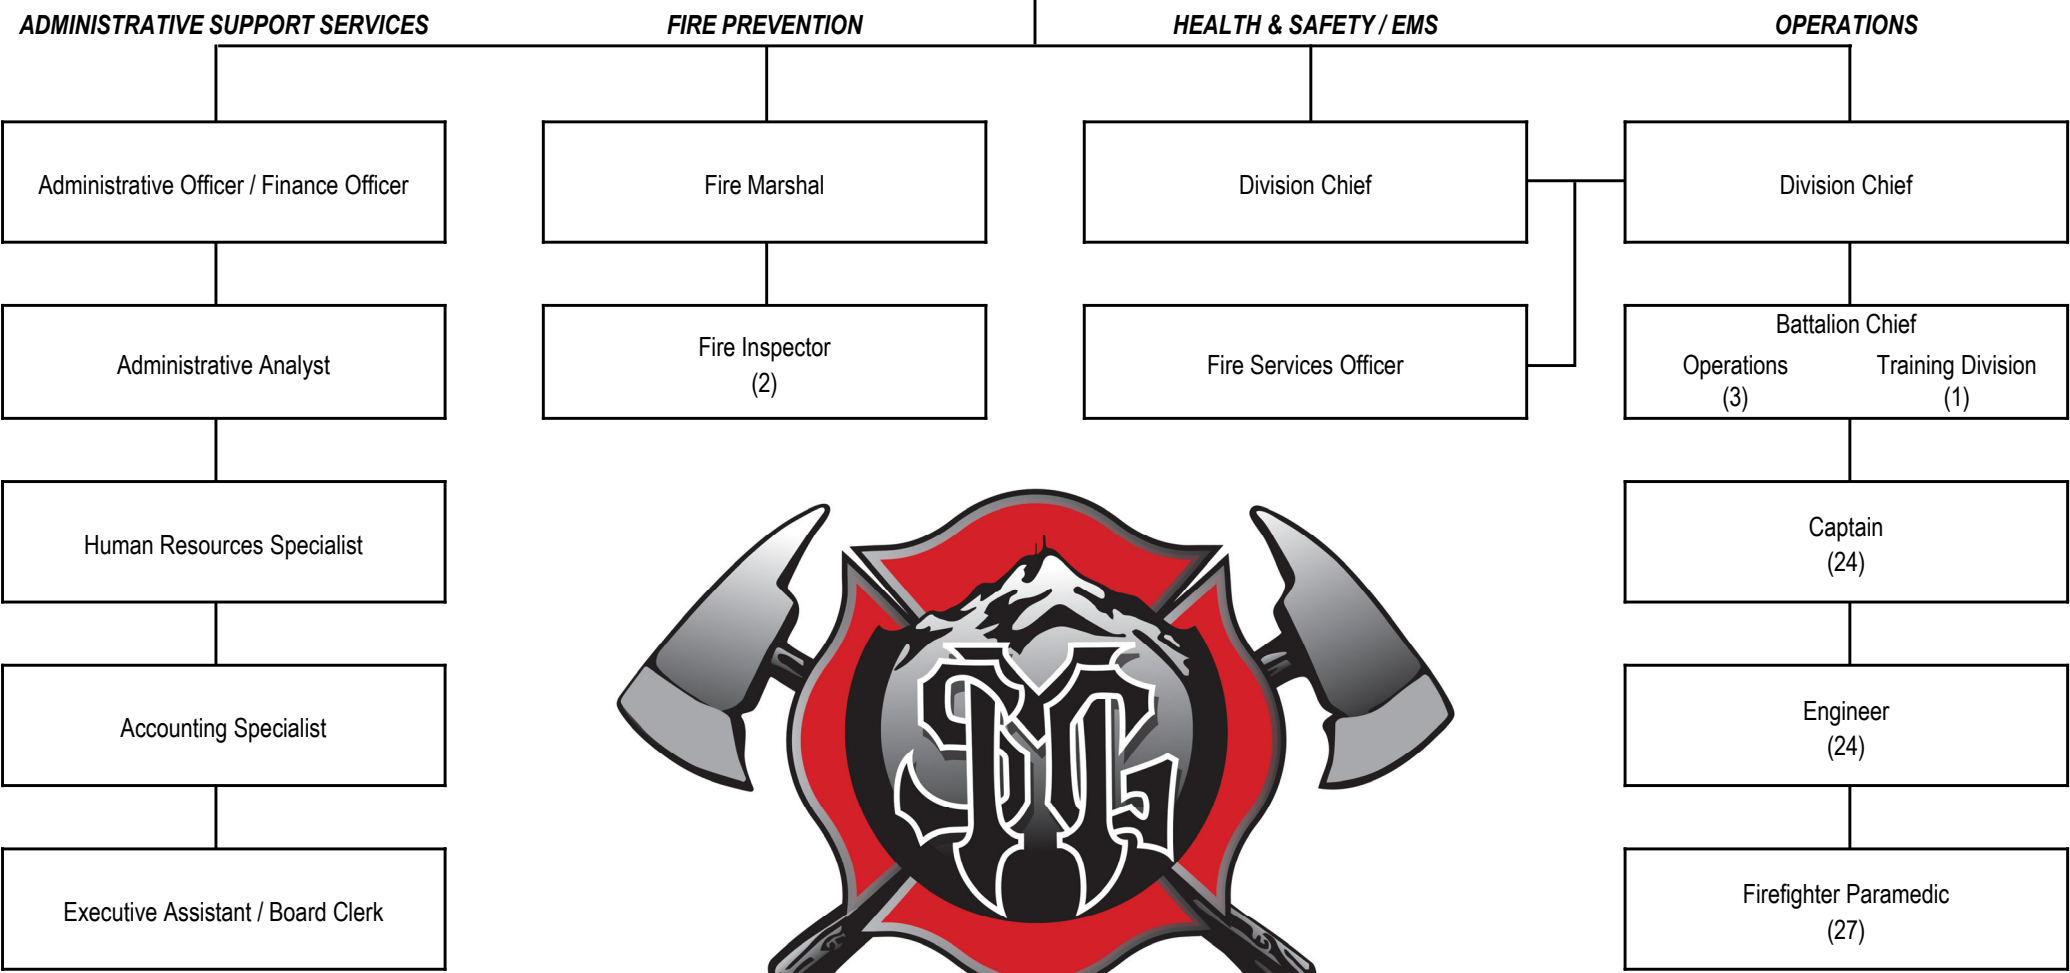 ADMINISTRATIVE SUPPORT SERVICES
FIRE PREVENTION
HEALTH & SAFETY / EMS
OPERATIONS
Administrative Officer / Finance Officer
Fire Marshal
Division Chief
Division Chief
Administrative Analyst
Fire Inspector
(2)
Fire Services Officer
Battalion Chief
Operations
(3)
Training Division
(1)
Human Resources Specialist
Captain
(24)
Accounting Specialist
Engineer
(24)
Executive Assistant / Board Clerk
Firefighter Paramedic
(27)